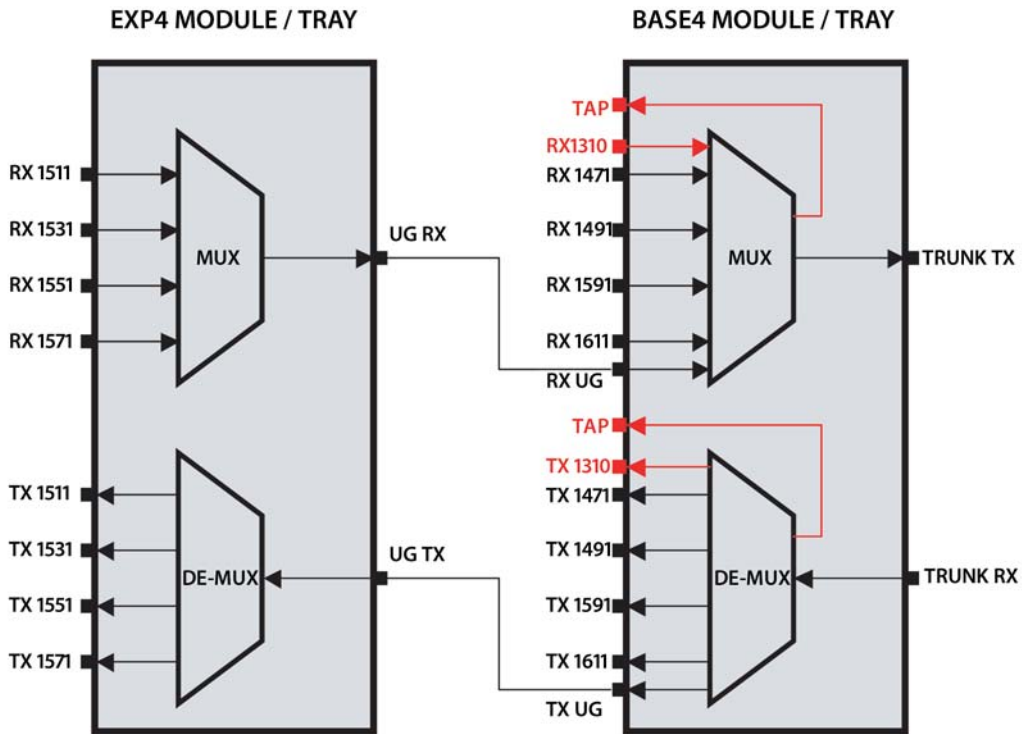 EXP4 MODULE / TRAY
BASE4 MODULE / TRAY
RX 1511
RX 1531
RX 1551
RX 1571
MUX
UG RX
TX 1511
TX 1531
TX 1551
TX 1571
DE-MUX
UG TX
TAP
RX1310
RX 1471
RX 1491
RX 1591
RX 1611
RX UG
MUX
TRUNK TX
TAP
TX 1310
TX 1471
TX 1491
TX 1591
TX 1611
TX UG
DE-MUX
TRUNK RX